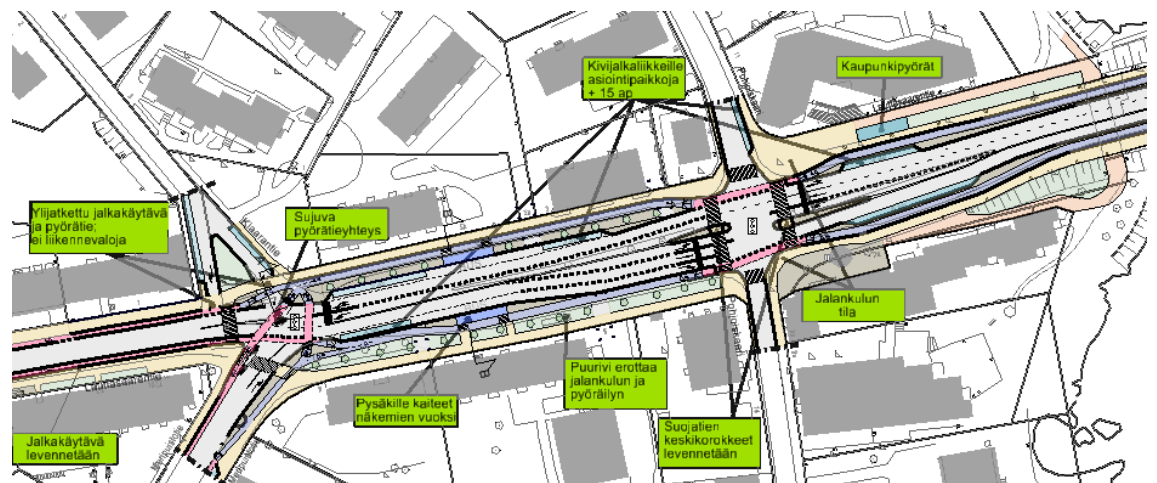 Kivijalkaliikkeille
asiointipaikkoja
+ 15 ap
Kaupunkipyörät
Ylijatkettu jalkakäytävä
ja pyörätie;
ei liikennevaloja
Sujuva
pyörätieyhteys
Kaarantie
Jalankulun
tila
Puurivi erottaa
jalankulun ja
pyöräilyn
Pysäkille kaiteet
näkemien vuoksi
Suojatien
keskikorokkeet
levennetään
Jalkakäytävä
levennetään